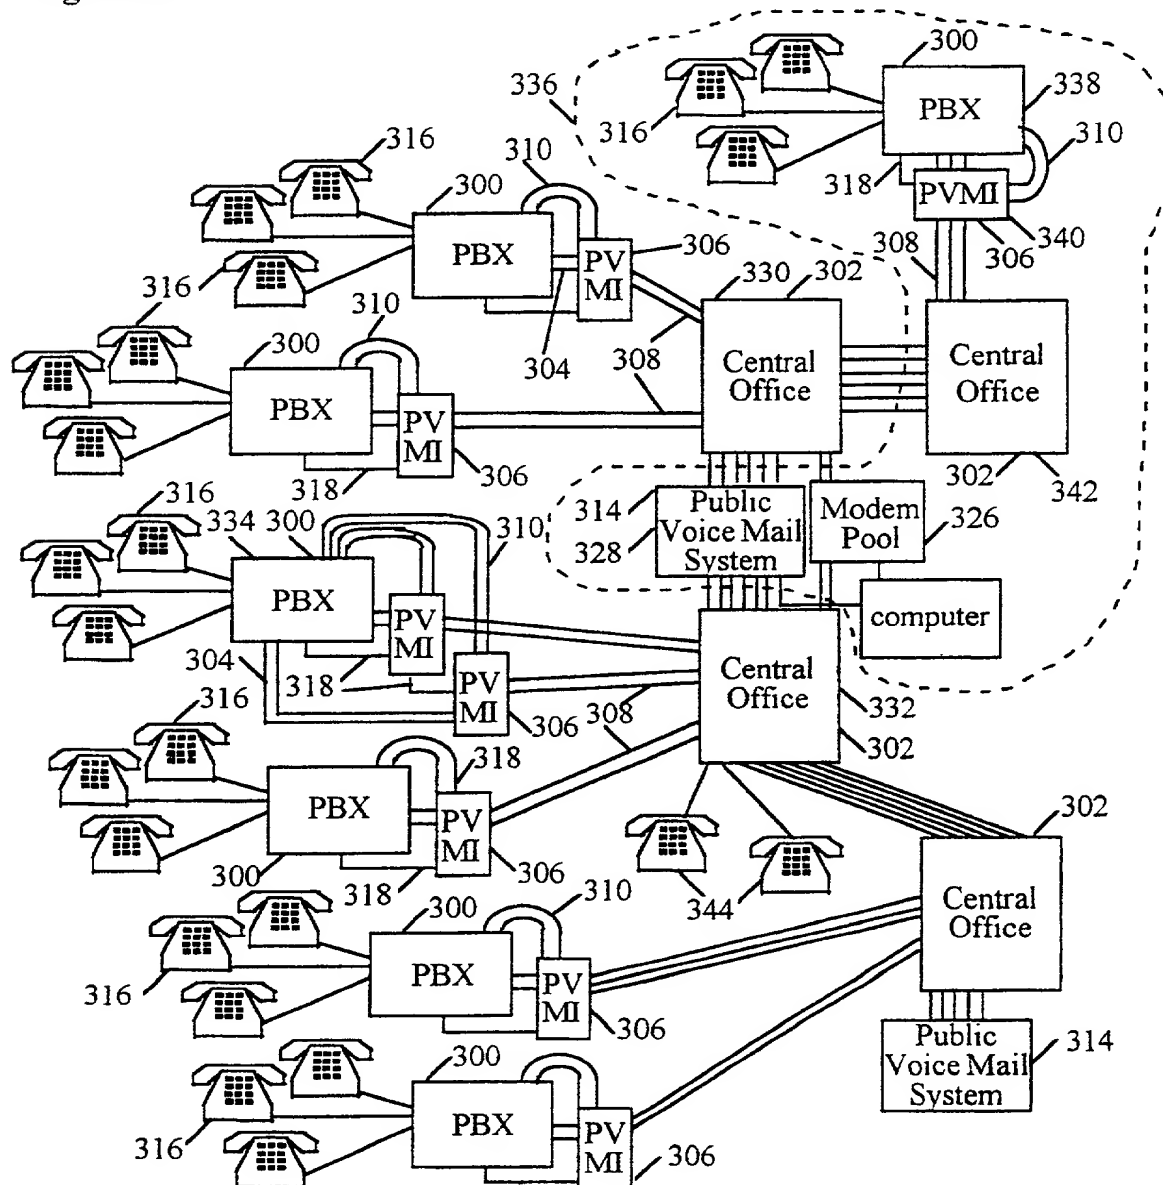 300
336
338
PBX
316
310
318
PVMI
340
306
308
316
310
300
PBX
306
PV
MI
330
302
304
308
Central
Office
Central
Office
302
342
316
310
300
PBX
PV
MI
308
306
318
314
Public
Voice Mail
System
328
Modem
Pool
326
computer
316
334
300
310
PBX
PV
MI
304
318
PV
MI
306
308
Central
Office
332
302
316
318
PBX
PV
MI
300
318
306
344
302
Central
Office
300
310
PBX
PV
MI
316
306
Public
Voice Mail
System
314
300
PBX
PV
MI
316
306